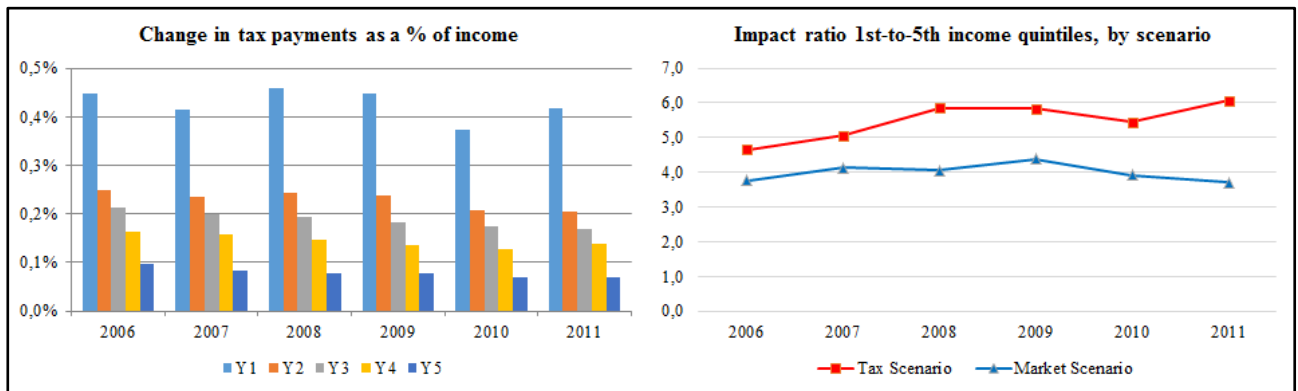 Change in tax payments as a % of income
0,5%
0,4%
0,3%
0,2%
0,1%
0,0%
2006 2007 2008 2009 2010 2011
Y1 Y2 Y3 Y4 Y5
Impact ratio 1st-to-5th income quintiles, by scenario
7,0
6,0
5,0
4,0
3,0
2,0
1,0
0,0
2006 2007 2008 2009 2010 2011
Tax Scenario Market Scenario